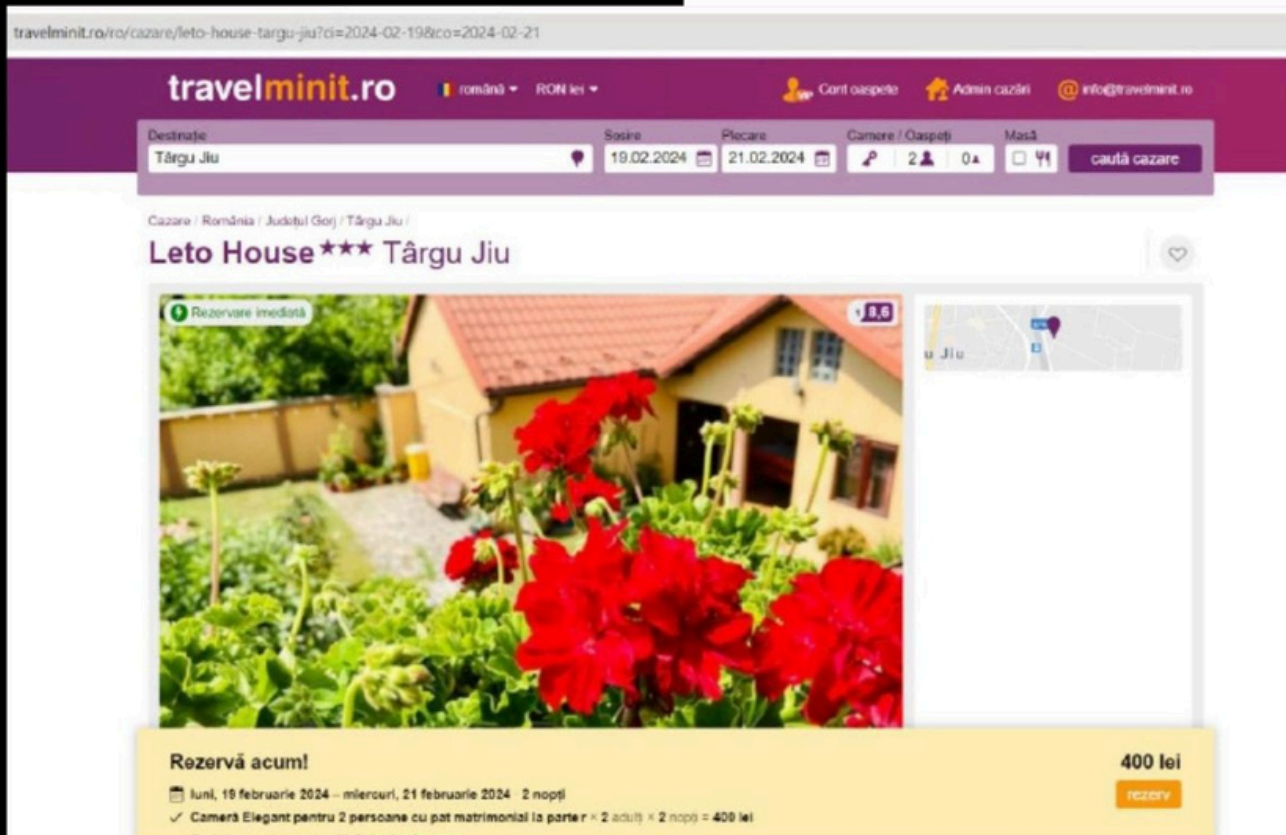 travelminit.ro/ro/cazare/leto-house-targu-jiu?ci=2024-02-19&co=2024-02-21
travelminit.ro română RON lei Cont oaspete Admin cazări info@travelminit.ro
Destinație Sosire Plecare Camere / Oaspeți Masă
Târgu Jiu 19.02.2024 21.02.2024 2 0 caută cazare
Cazare / România / Județul Gorj / Târgu Jiu /
Leto House★★★ Târgu Jiu
Rezervare imediată 8,6
u Jiu
Rezervă acum! 400 lei
luni, 19 februarie 2024 – miercuri, 21 februarie 2024 2 nopți rezerv
✓ Cameră Elegant pentru 2 persoane cu pat matrimonial la parter × 2 adulți × 2 nopți = 400 lei